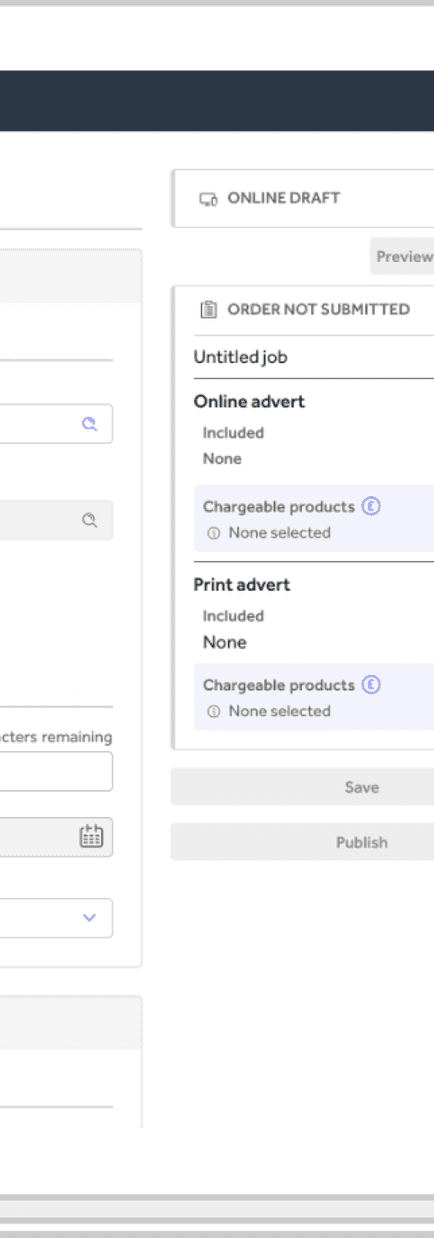 ONLINE DRAFT
Preview
ORDER NOT SUBMITTED
Untitled job
Online advert
Included
None
Chargeable products £
None selected
Print advert
Included
None
Chargeable products £
None selected
remaining
Save
Publish